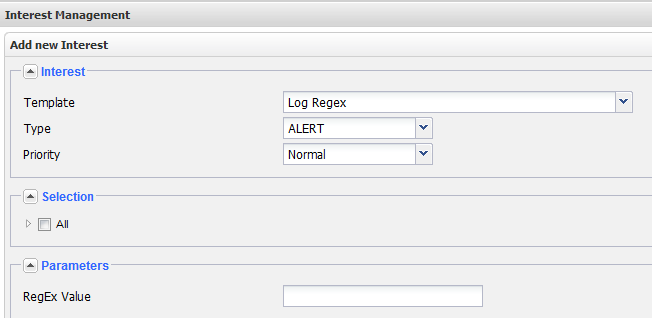 Interest Management
Add new Interest
Interest
Template Log Regex
Type ALERT
Priority Normal
Selection
All
Parameters
RegEx Value